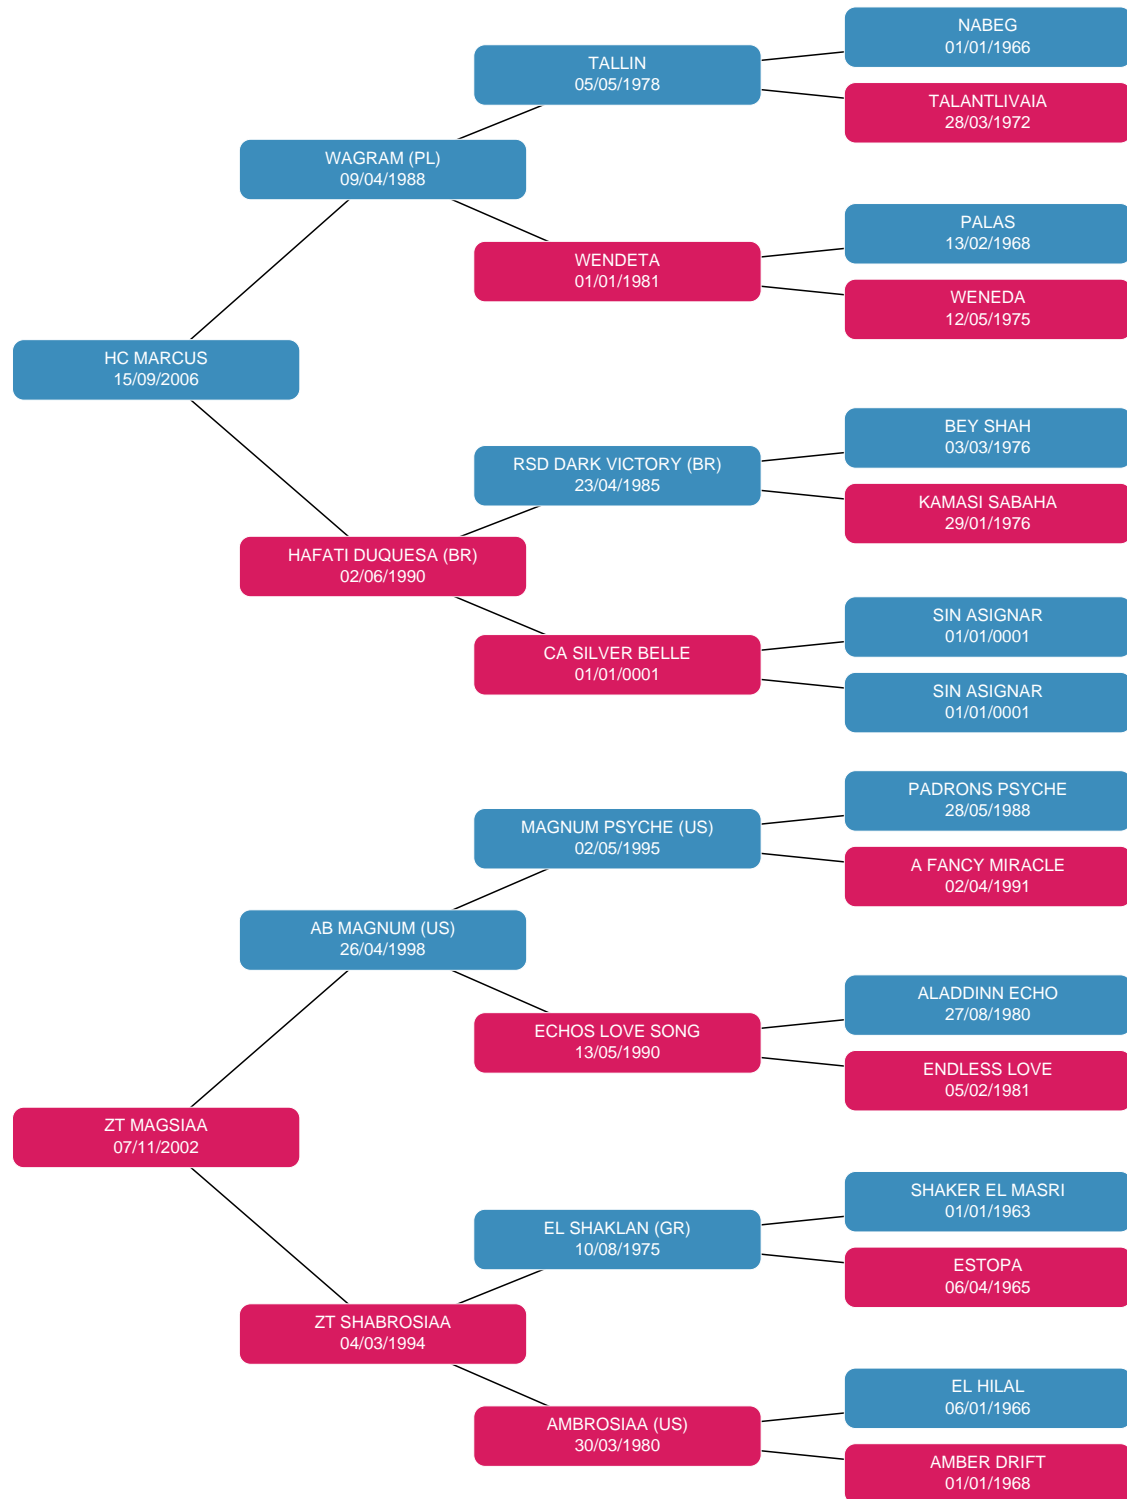 NABEG
01/01/1966
TALLIN
05/05/1978
TALANTLIVAIA
28/03/1972
WAGRAM (PL)
09/04/1988
PALAS
13/02/1968
WENDETA
01/01/1981
WENEDA
12/05/1975
HC MARCUS
15/09/2006
BEY SHAH
03/03/1976
RSD DARK VICTORY (BR)
23/04/1985
KAMASI SABAHA
29/01/1976
HAFATI DUQUESA (BR)
02/06/1990
SIN ASIGNAR
01/01/0001
CA SILVER BELLE
01/01/0001
SIN ASIGNAR
01/01/0001
PADRONS PSYCHE
28/05/1988
MAGNUM PSYCHE (US)
02/05/1995
A FANCY MIRACLE
02/04/1991
AB MAGNUM (US)
26/04/1998
ALADDINN ECHO
27/08/1980
ECHOS LOVE SONG
13/05/1990
ENDLESS LOVE
05/02/1981
ZT MAGSIAA
07/11/2002
SHAKER EL MASRI
01/01/1963
EL SHAKLAN (GR)
10/08/1975
ESTOPA
06/04/1965
ZT SHABROSIAA
04/03/1994
EL HILAL
06/01/1966
AMBROSIAA (US)
30/03/1980
AMBER DRIFT
01/01/1968